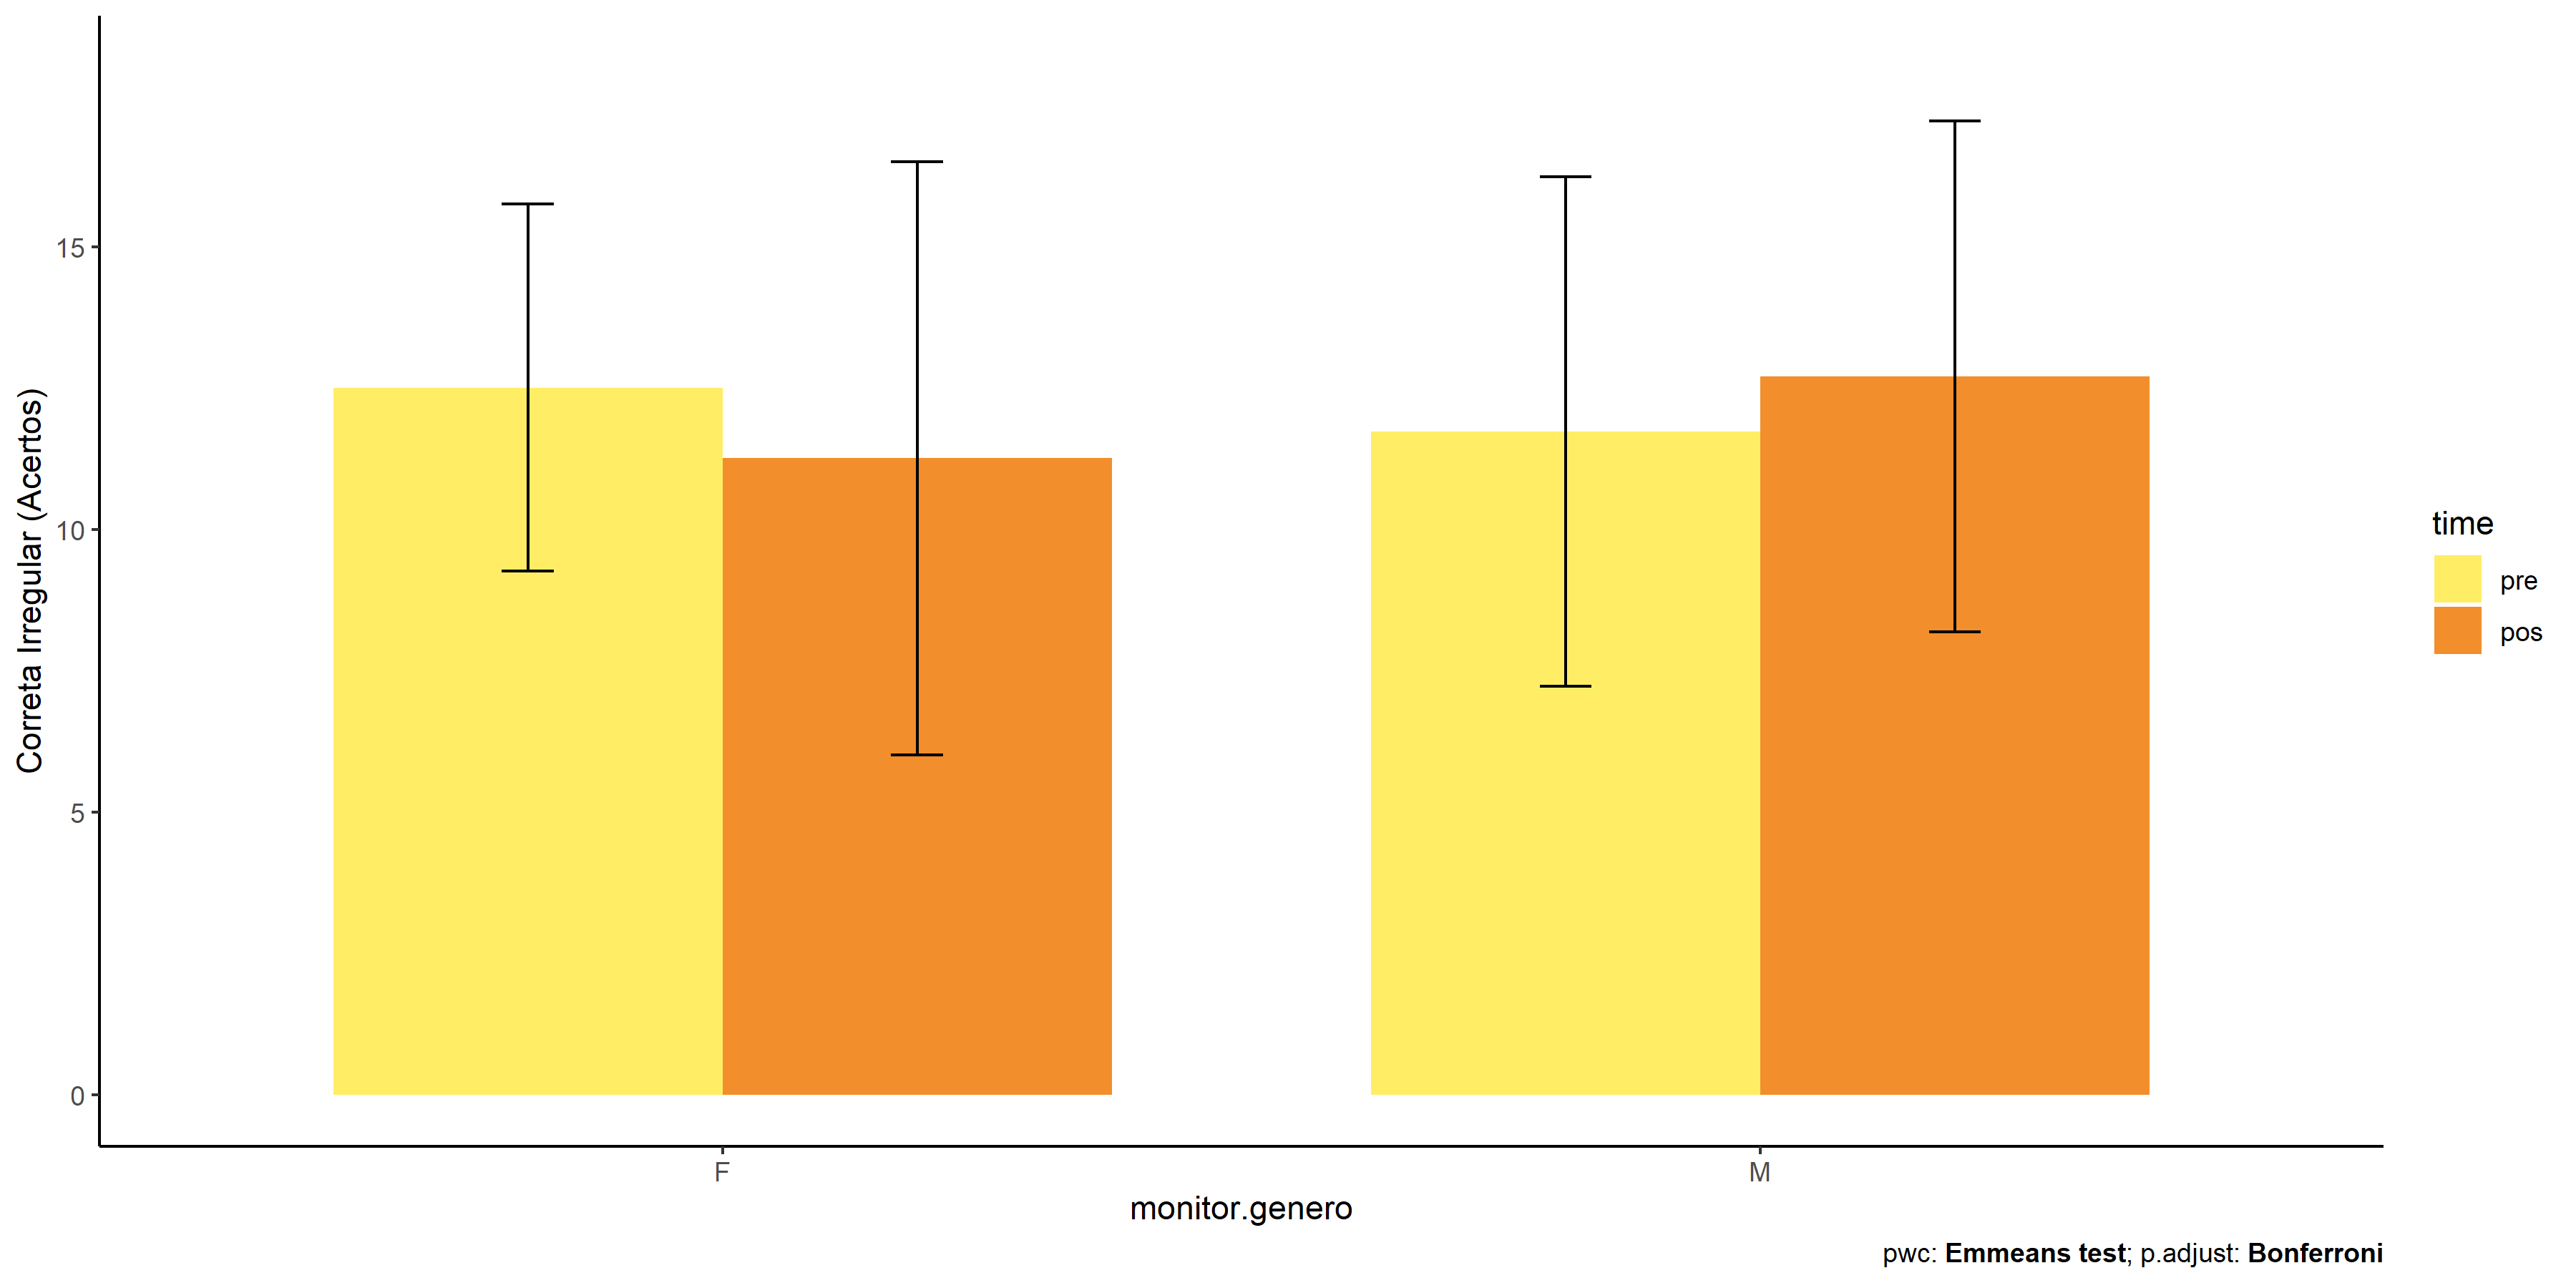 Correta Irregular (Acertos)
15
10
5
0
F
M
monitor.genero
time
pre
pos
pwc: Emmeans test; p.adjust: Bonferroni